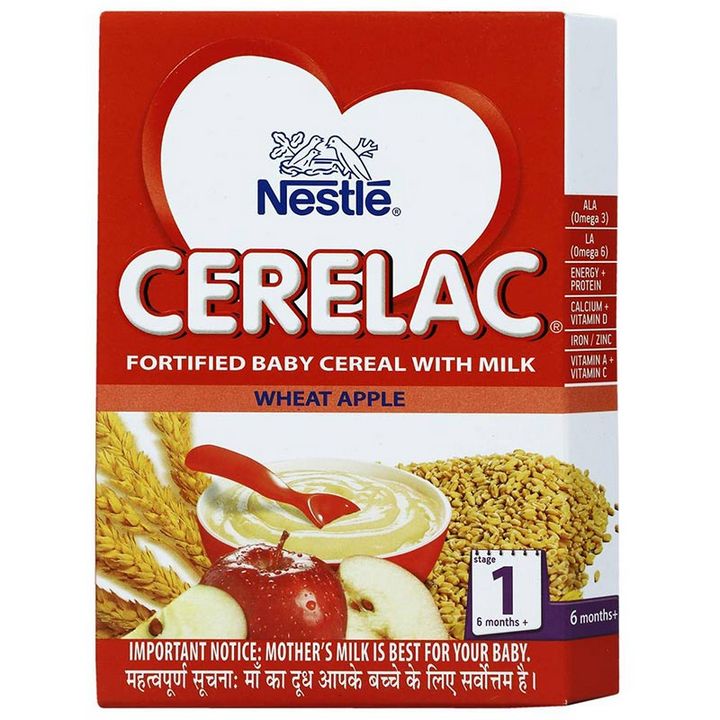 Nestlé®
CERELAC®
FORTIFIED BABY CEREAL WITH MILK
WHEAT APPLE
stage
1
6 months +
IMPORTANT NOTICE: MOTHER'S MILK IS BEST FOR YOUR BABY.
महत्वपूर्ण सूचना: माँ का दूध आपके बच्चे के लिए सर्वोत्तम है।
ALA
(Omega 3)
LA
(Omega 6)
ENERGY +
PROTEIN
CALCIUM +
VITAMIN D
IRON / ZINC
VITAMIN A +
VITAMIN C
6 months+